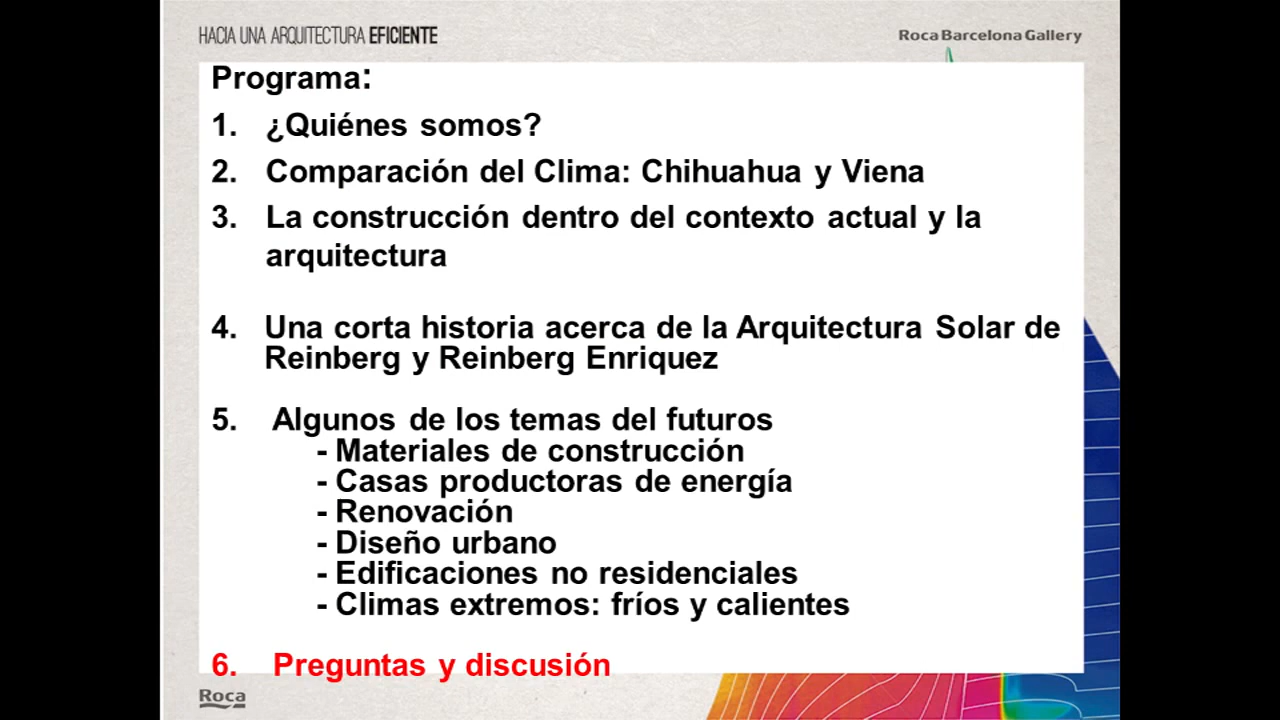 HACIA UNA ARQUITECTURA EFICIENTE
Roca Barcelona Gallery
Programa:
1. ¿Quiénes somos?
2. Comparación del Clima: Chihuahua y Viena
3. La construcción dentro del contexto actual y la
arquitectura
4. Una corta historia acerca de la Arquitectura Solar de
Reinberg y Reinberg Enriquez
5. Algunos de los temas del futuros
- Materiales de construcción
- Casas productoras de energía
- Renovación
- Diseño urbano
- Edificaciones no residenciales
- Climas extremos: fríos y calientes
6. Preguntas y discusión
Roca